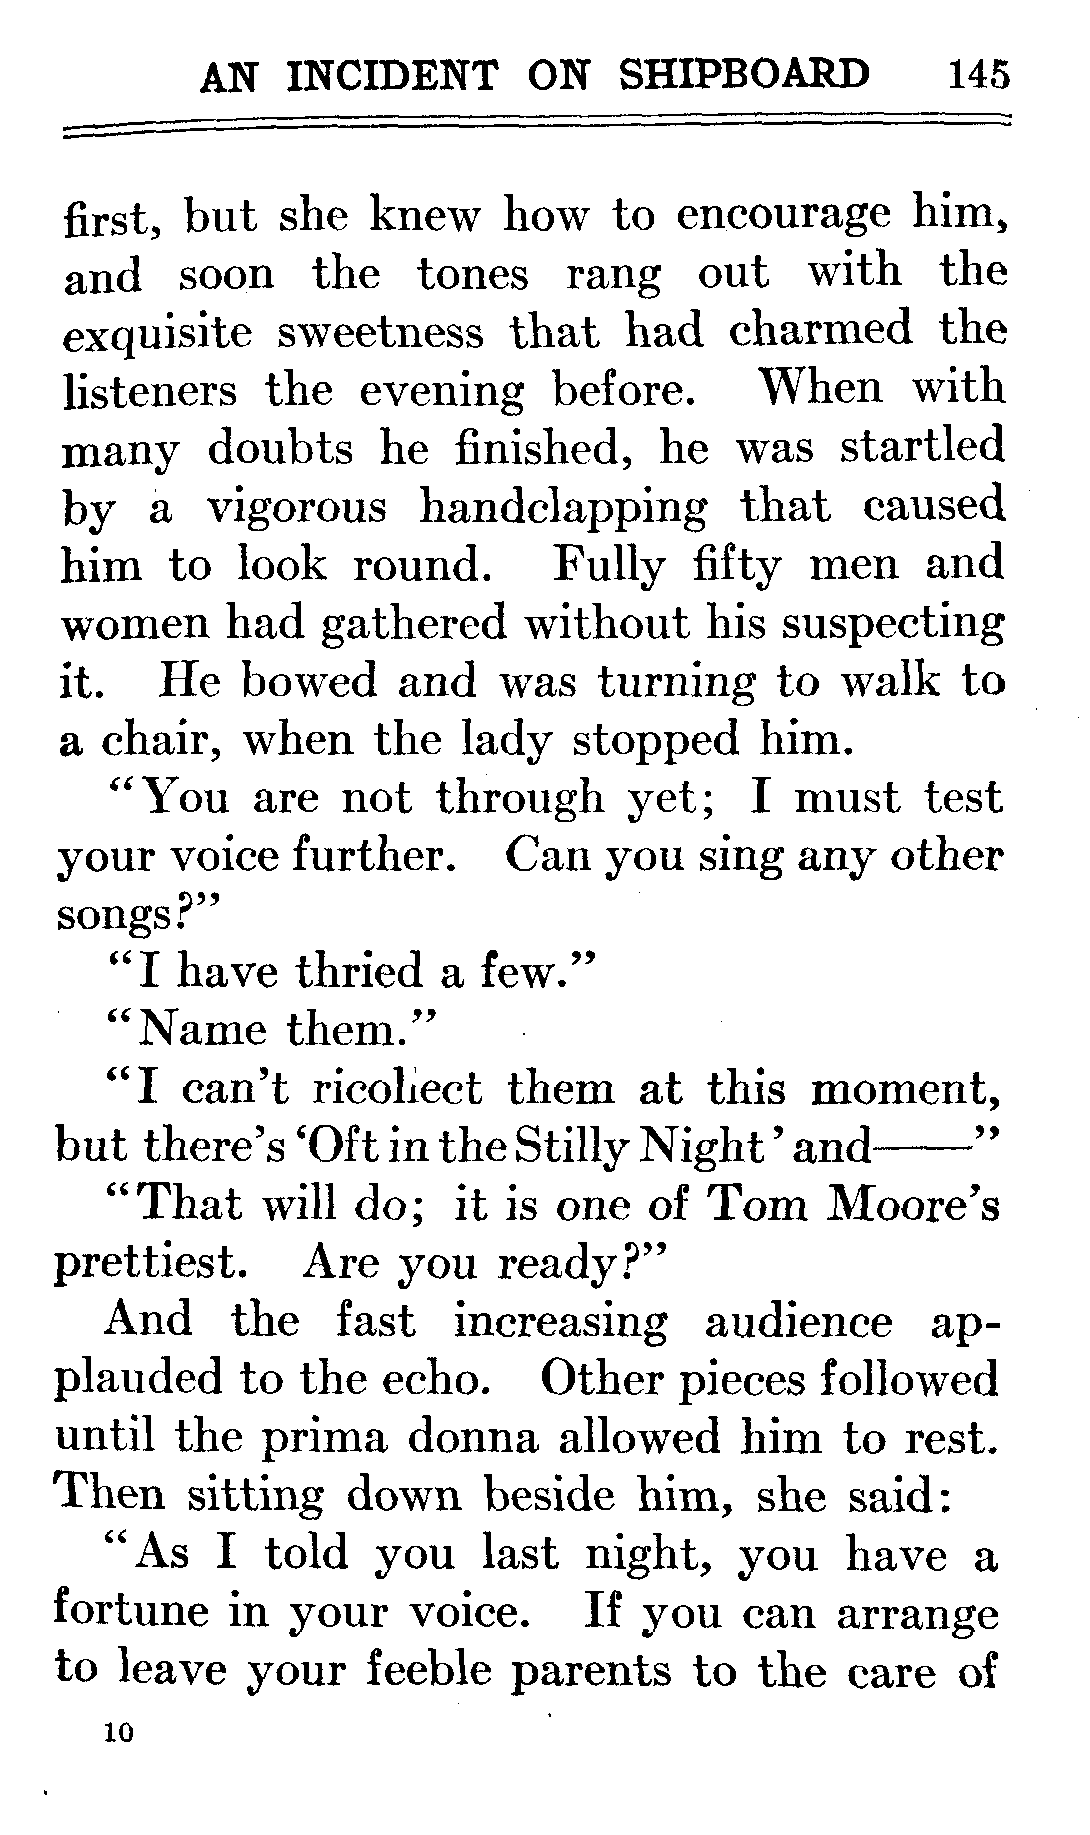 AN INCIDENT ON SHIPBOARD 145
first, but she knew how to encourage him,
and soon the tones rang out with the
exquisite sweetness that had charmed the
listeners the evening before. When with
many doubts he finished, he was startled
by a vigorous handclapping that caused
him to look round. Fully fifty men and
women had gathered without his suspecting
it. He bowed and was turning to walk to
a chair, when the lady stopped him.
“You are not through yet; I must test
your voice further. Can you sing any other
songs?”
“I have thried a few.”
“Name them.”
“I can’t ricollect them at this moment,
but there’s ‘Oft in the Stilly Night’ and——”
“That will do; it is one of Tom Moore’s
prettiest. Are you ready?”
And the fast increasing audience ap-
plauded to the echo. Other pieces followed
until the prima donna allowed him to rest.
Then sitting down beside him, she said:
“As I told you last night, you have a
fortune in your voice. If you can arrange
to leave your feeble parents to the care of
10